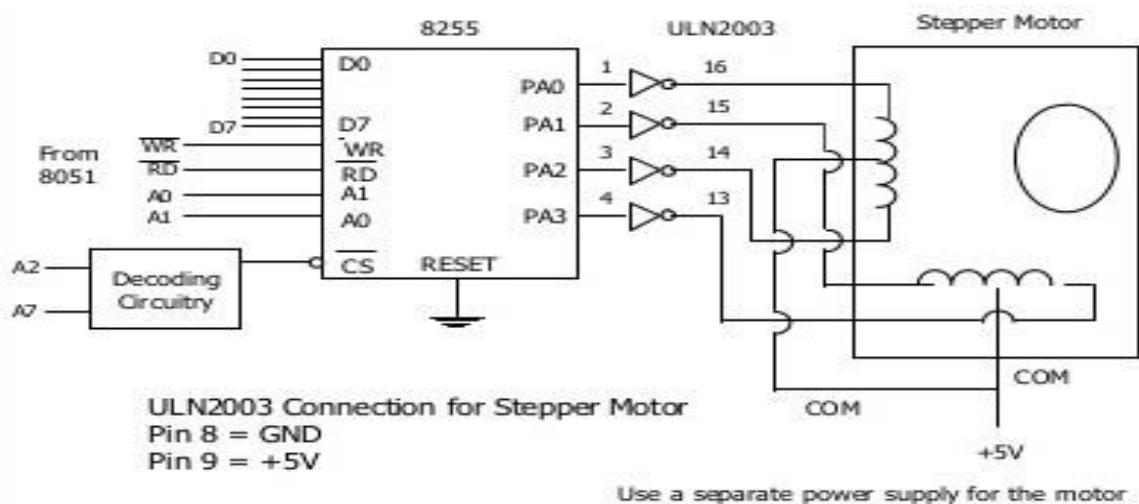 8255
ULN2003
Stepper Motor
D0
D0
PA0
1
16
D7
D7
PA1
2
15
From
8051
WR
WR
RD
RD
PA2
3
14
A0
A1
A1
A0
PA3
4
13
A2
A7
Decoding
Circuitry
CS
RESET
COM
COM
+5V
ULN2003 Connection for Stepper Motor
Pin 8 = GND
Pin 9 = +5V
Use a separate power supply for the motor